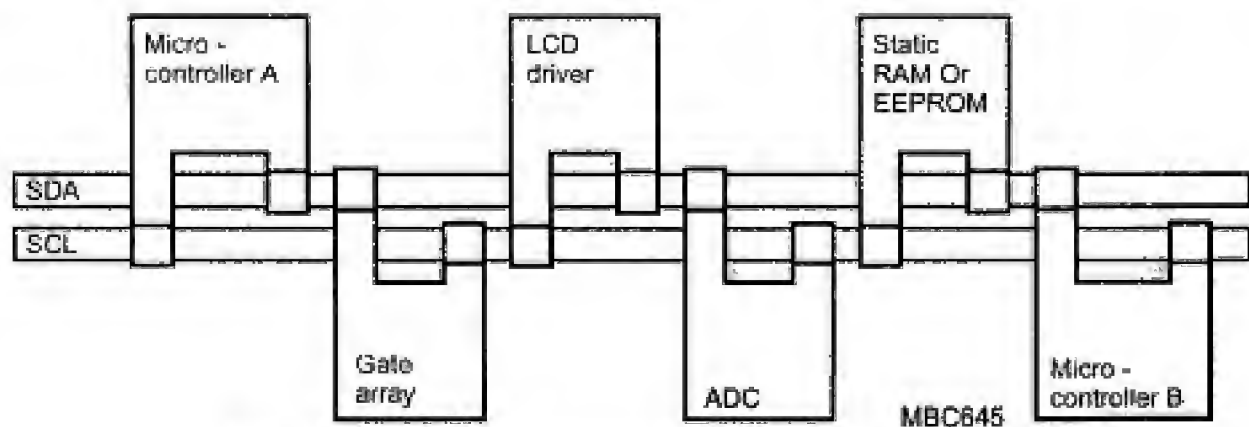 Micro -
controller A
LCD
driver
Static
RAM Or
EEPROM
SDA
SCL
Gate
array
ADC
Micro -
controller B
MBC645